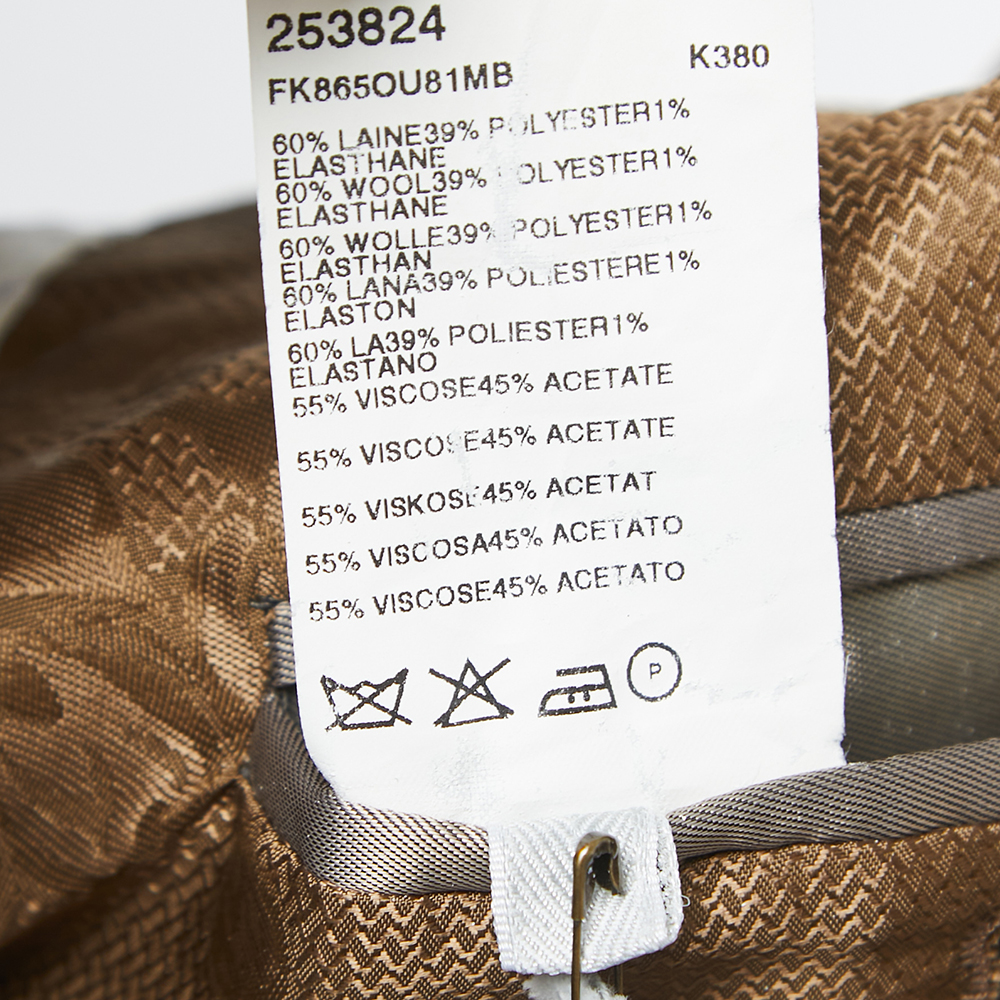 253824
K380
FK865OU81MB
60% LAINE39% POLYESTER1%
ELASTHANE
60% WOOL39% POLYESTER1%
ELASTHANE
60% WOLLE39% POLYESTER1%
ELASTHAN
60% LANA39% POLIESTERE1%
ELASTON
60% LA39% POLIESTER1%
ELASTANO
55% VISCOSE45% ACETATE
55% VISCOSE45% ACETATE
55% VISKOSE45% ACETAT
55% VISCOSA45% ACETATO
55% VISCOSE45% ACETATO
P